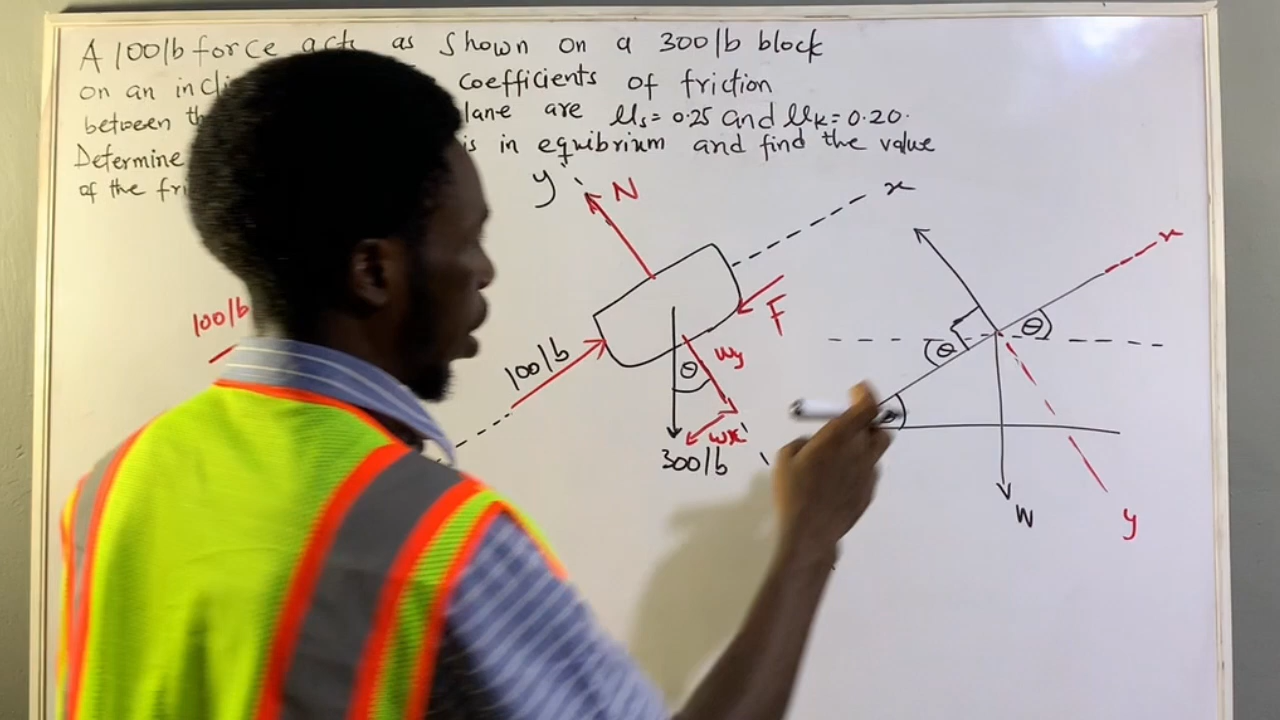 A 100lb force acts as shown on a 300lb block
on an incli coefficients of friction
between th lane are μs= 0.25 and μk= 0.20.
Determine is in equibrium and find the value
of the fri
y
N
x
x
100lb
F
θ
θ
100lb
θ
wy
θ
wx
300lb
W
y